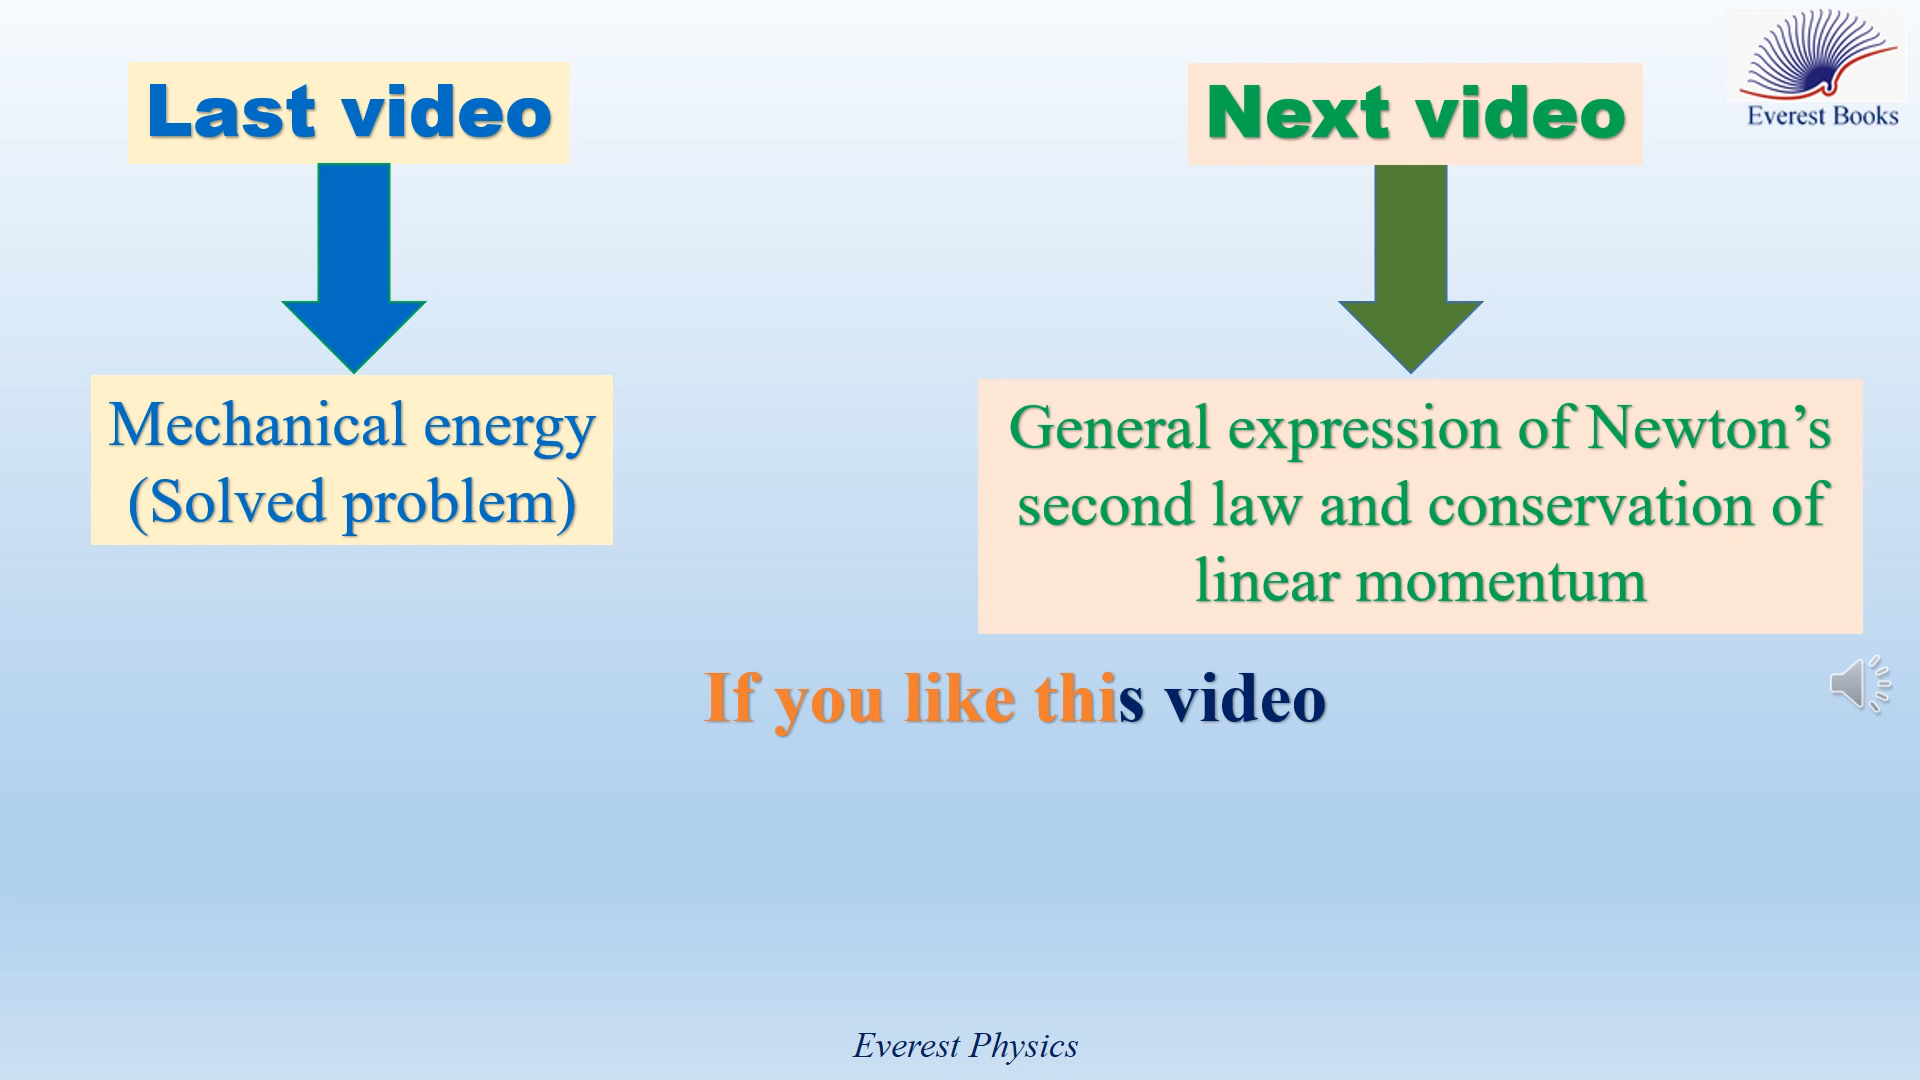 Last video
Next video
Everest Books
Mechanical energy
(Solved problem)
General expression of Newton’s
second law and conservation of
linear momentum
If you like this video
Everest Physics